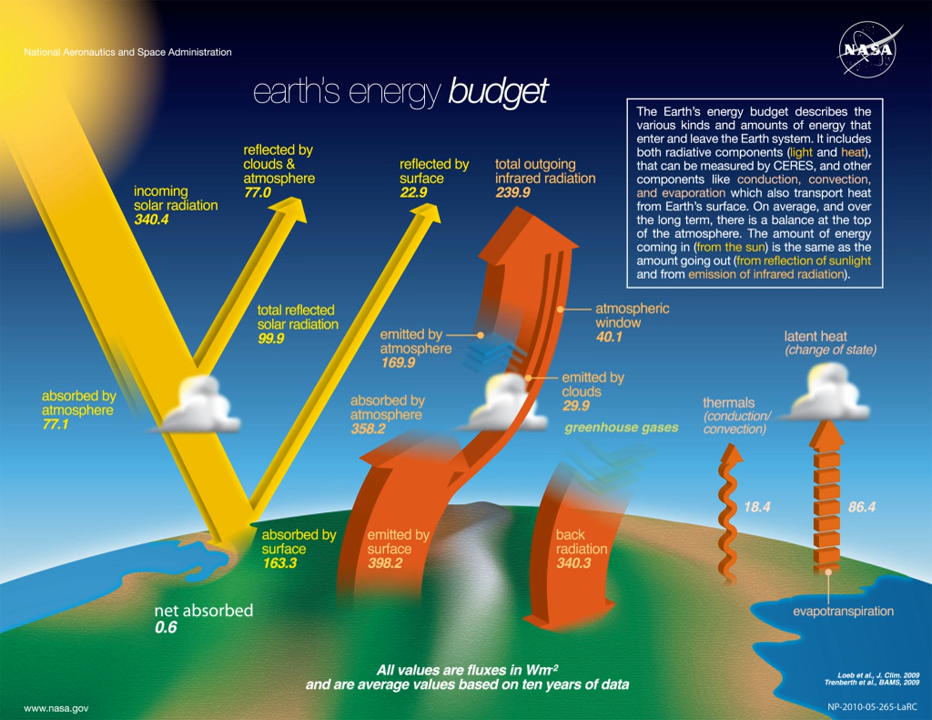 National Aeronautics and Space Administration
NASA
earth's energy budget
The Earth's energy budget describes the
various kinds and amounts of energy that
enter and leave the Earth system. It includes
both radiative components (light and heat),
that can be measured by CERES, and other
components like conduction, convection,
and evaporation which also transport heat
from Earth's surface. On average, and over
the long term, there is a balance at the top
of the atmosphere. The amount of energy
coming in (from the sun) is the same as the
amount going out (from reflection of sunlight
and from emission of infrared radiation).
reflected by
clouds &
atmosphere
77.0
reflected by
surface
22.9
total outgoing
infrared radiation
239.9
incoming
solar radiation
340.4
total reflected
solar radiation
99.9
atmospheric
window
40.1
emitted by
atmosphere
169.9
latent heat
(change of state)
emitted by
clouds
29.9
absorbed by
atmosphere
77.1
absorbed by
atmosphere
358.2
thermals
(conduction/
convection)
greenhouse gases
18.4
86.4
absorbed by
surface
163.3
emitted by
surface
398.2
back
radiation
340.3
net absorbed
0.6
evapotranspiration
All values are fluxes in Wm-2
and are average values based on ten years of data
Loeb et al., J. Clim. 2009
Trenberth et al., BAMS, 2009
www.nasa.gov
NP-2010-05-265-LaRC